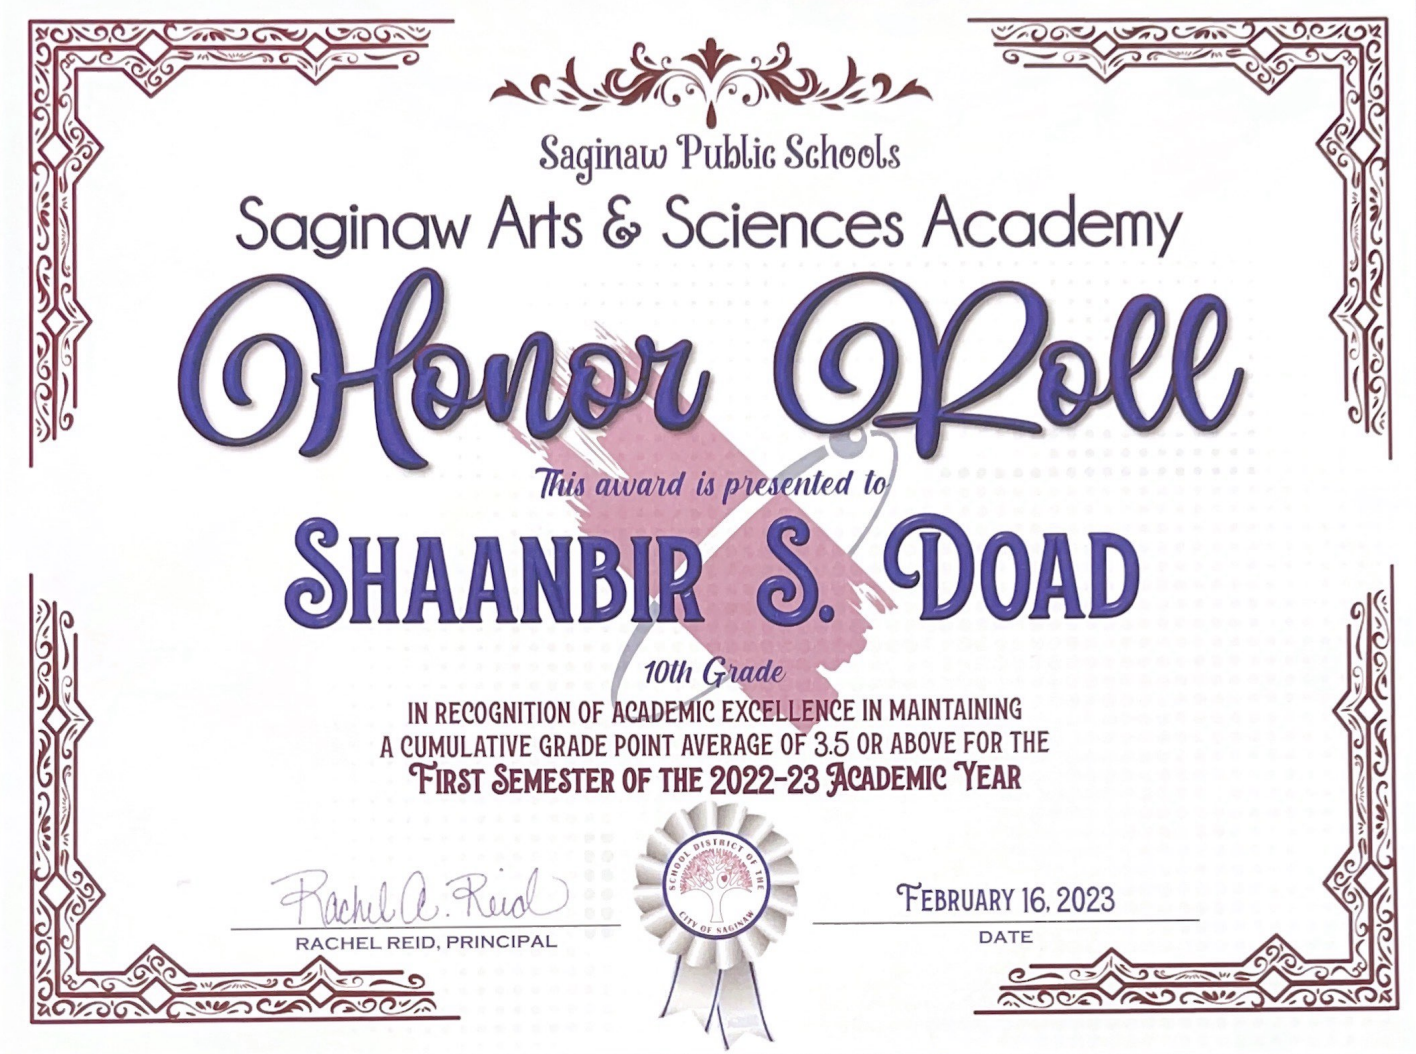 Saginaw Public Schools
Saginaw Arts & Sciences Academy
Honor Roll
This award is presented to
SHAANBIR S. DOAD
10th Grade
IN RECOGNITION OF ACADEMIC EXCELLENCE IN MAINTAINING
A CUMULATIVE GRADE POINT AVERAGE OF 3.5 OR ABOVE FOR THE
FIRST SEMESTER OF THE 2022-23 ACADEMIC YEAR
SCHOOL DISTRICT OF THE
CITY OF SAGINAW
Rachel A. Reid
RACHEL REID, PRINCIPAL
FEBRUARY 16, 2023
DATE